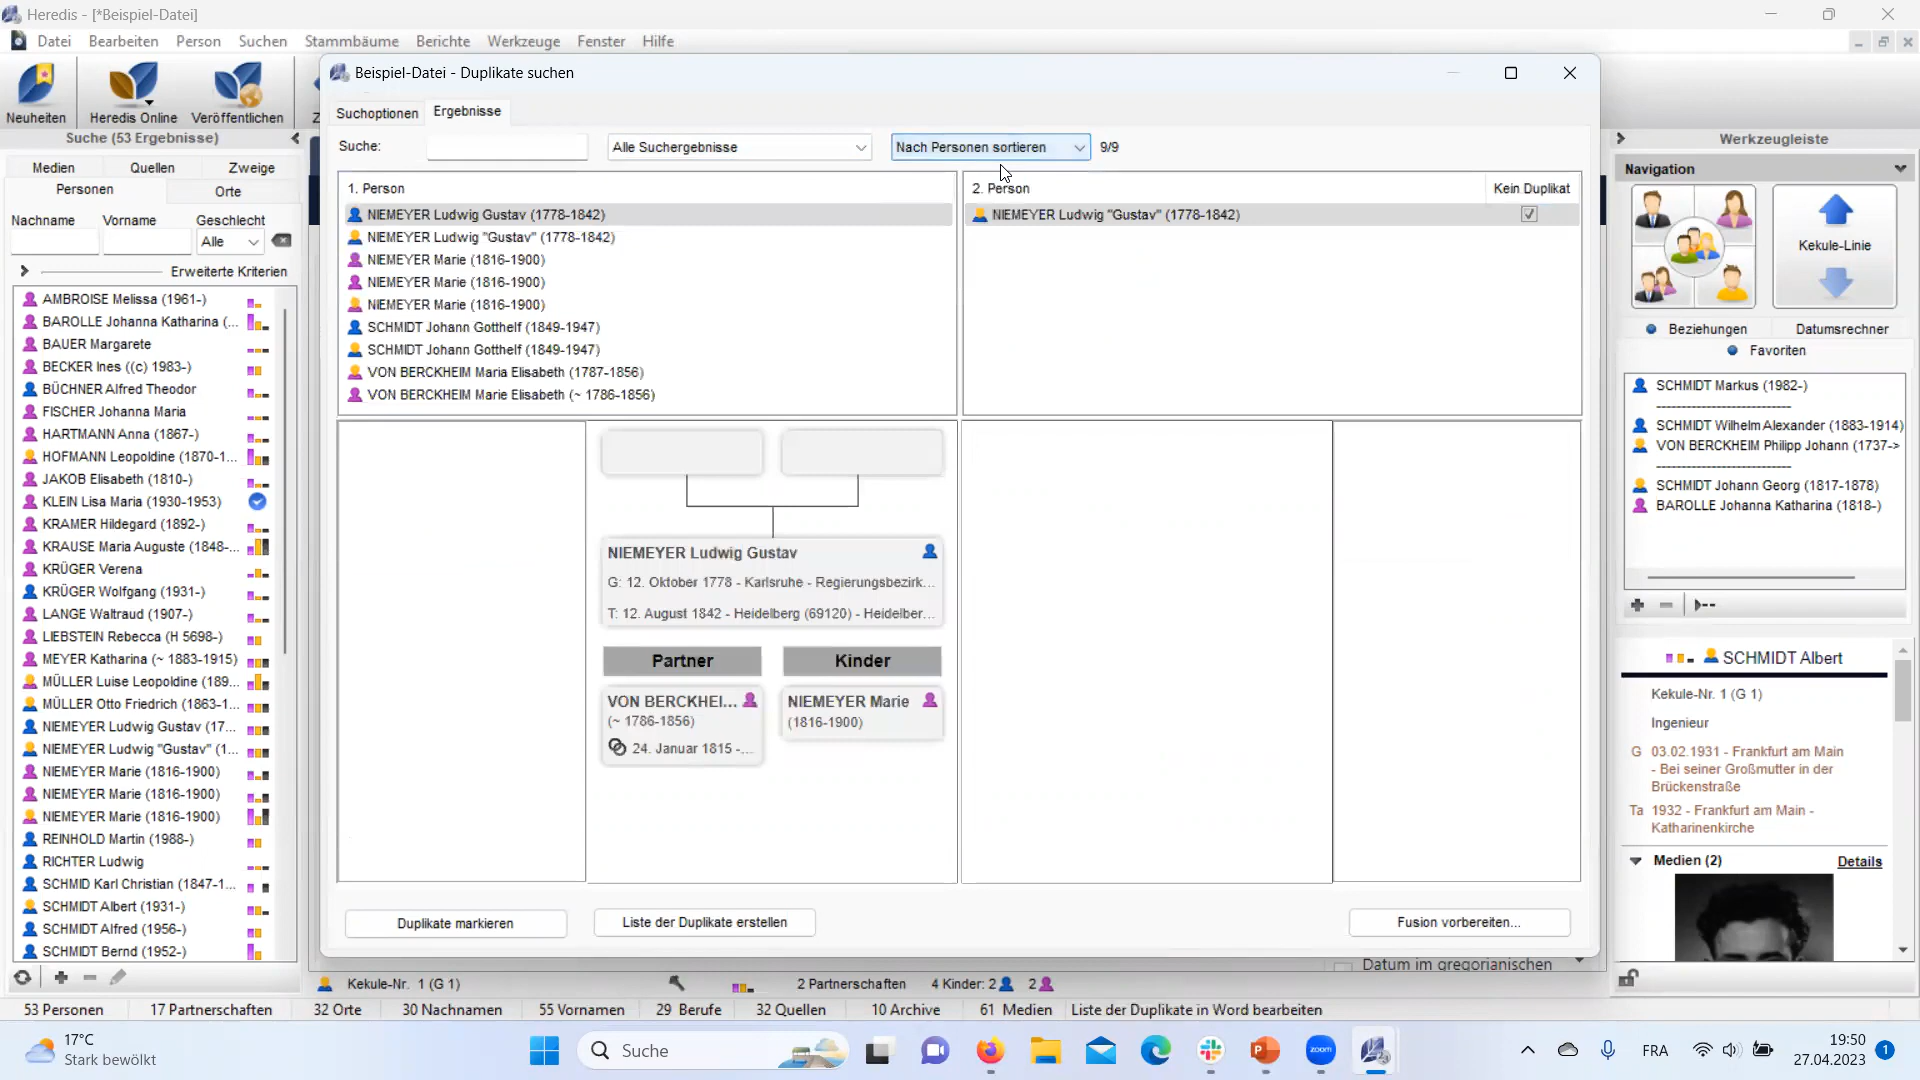 Heredis - [*Beispiel-Datei]
Datei Bearbeiten Person Suchen Stammbäume Berichte Werkzeuge Fenster Hilfe
Neuheiten Heredis Online Veröffentlichen
Beispiel-Datei - Duplikate suchen
Suchoptionen Ergebnisse
Suche: Alle Suchergebnisse Nach Personen sortieren 9/9
1. Person
NIEMEYER Ludwig Gustav (1778-1842)
NIEMEYER Ludwig "Gustav" (1778-1842)
NIEMEYER Marie (1816-1900)
NIEMEYER Marie (1816-1900)
NIEMEYER Marie (1816-1900)
SCHMIDT Johann Gotthelf (1849-1947)
SCHMIDT Johann Gotthelf (1849-1947)
VON BERCKHEIM Maria Elisabeth (1787-1856)
VON BERCKHEIM Marie Elisabeth (~ 1786-1856)
2. Person Kein Duplikat
NIEMEYER Ludwig "Gustav" (1778-1842)
NIEMEYER Ludwig Gustav
G: 12. Oktober 1778 - Karlsruhe - Regierungsbezirk...
T: 12. August 1842 - Heidelberg (69120) - Heidelber...
Partner Kinder
VON BERCKHEI...
(~ 1786-1856)
24. Januar 1815 -...
NIEMEYER Marie
(1816-1900)
Duplikate markieren Liste der Duplikate erstellen Fusion vorbereiten...
Suche (53 Ergebnisse)
Medien Quellen Zweige
Personen Orte
Nachname Vorname Geschlecht
Alle
Erweiterte Kriterien
AMBROISE Melissa (1961-)
BAROLLE Johanna Katharina (...
BAUER Margarete
BECKER Ines ((c) 1983-)
BÜCHNER Alfred Theodor
FISCHER Johanna Maria
HARTMANN Anna (1867-)
HOFMANN Leopoldine (1870-1...
JAKOB Elisabeth (1810-)
KLEIN Lisa Maria (1930-1953)
KRAMER Hildegard (1892-)
KRAUSE Maria Auguste (1848-...
KRÜGER Verena
KRÜGER Wolfgang (1931-)
LANGE Waltraud (1907-)
LIEBSTEIN Rebecca (H 5698-)
MEYER Katharina (~ 1883-1915)
MÜLLER Luise Leopoldine (189...
MÜLLER Otto Friedrich (1863-1...
NIEMEYER Ludwig Gustav (17...
NIEMEYER Ludwig "Gustav" (1...
NIEMEYER Marie (1816-1900)
NIEMEYER Marie (1816-1900)
NIEMEYER Marie (1816-1900)
REINHOLD Martin (1988-)
RICHTER Ludwig
SCHMID Karl Christian (1847-1...
SCHMIDT Albert (1931-)
SCHMIDT Alfred (1956-)
SCHMIDT Bernd (1952-)
Werkzeugleiste
Navigation
Kekule-Linie
Beziehungen Datumsrechner
Favoriten
SCHMIDT Markus (1982-)
SCHMIDT Wilhelm Alexander (1883-1914)
VON BERCKHEIM Philipp Johann (1737->
SCHMIDT Johann Georg (1817-1878)
BAROLLE Johanna Katharina (1818-)
SCHMIDT Albert
Kekule-Nr. 1 (G 1)
Ingenieur
G 03.02.1931 - Frankfurt am Main
- Bei seiner Großmutter in der
Brückenstraße
Ta 1932 - Frankfurt am Main -
Katharinenkirche
Medien (2) Details
Datum im gregorianischen
Kekule-Nr. 1 (G 1) 2 Partnerschaften 4 Kinder: 2 2
53 Personen 17 Partnerschaften 32 Orte 30 Nachnamen 55 Vornamen 29 Berufe 32 Quellen 10 Archive 61 Medien Liste der Duplikate in Word bearbeiten
17°C
Stark bewölkt
Suche
zoom
FRA
19:50
27.04.2023
1